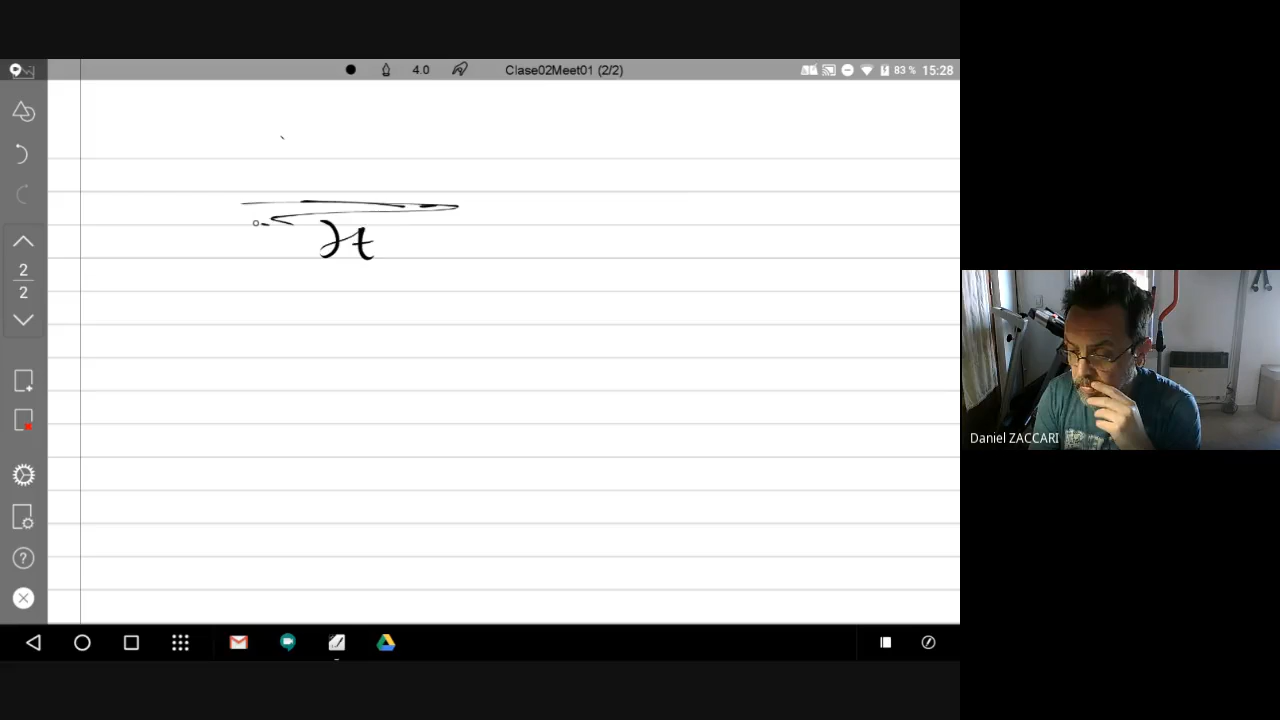 4.0 Clase02Meet01 (2/2) 83 % 15:28
∂t
2
2
Daniel ZACCARI